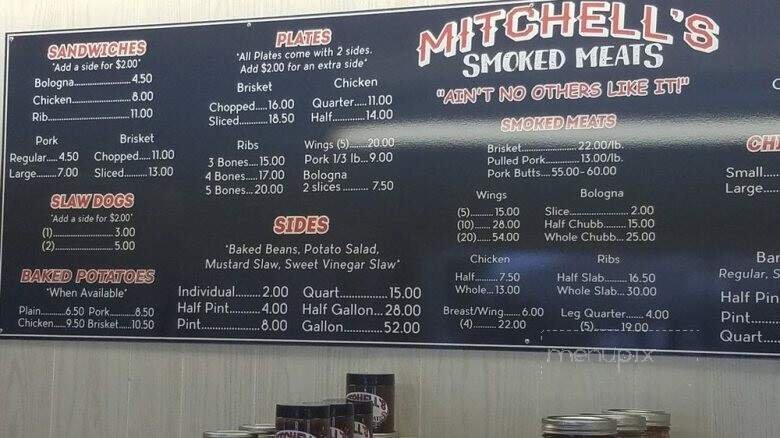 SANDWICHES
"Add a side for $2.00"
Bologna.....4.50
Chicken.....8.00
Rib.....11.00
Pork
Regular.....4.50
Large.....7.00
Brisket
Chopped.....11.00
Sliced.....13.00
SLAW DOGS
"Add a side for $2.00"
(1).....3.00
(2).....5.00
BAKED POTATOES
"When Available"
Plain.....6.50 Pork.....8.50
Chicken.....9.50 Brisket.....10.50
PLATES
"All Plates come with 2 sides.
Add $2.00 for an extra side"
Brisket
Chopped.....16.00
Sliced.....18.50
Chicken
Quarter.....11.00
Half.....14.00
Ribs
3 Bones.....15.00
4 Bones.....17.00
5 Bones...20.00
Wings (5).....20.00
Pork 1/3 lb...9.00
Bologna
2 slices.....7.50
SIDES
"Baked Beans, Potato Salad,
Mustard Slaw, Sweet Vinegar Slaw"
Individual.....2.00
Half Pint.....4.00
Pint.....8.00
Quart.....15.00
Half Gallon...28.00
Gallon.....52.00
MITCHELL'S
SMOKED MEATS
"AIN'T NO OTHERS LIKE IT!"
SMOKED MEATS
Brisket.....22.00/lb.
Pulled Pork.....13.00/lb.
Pork Butts....55.00-60.00
Wings
(5).....15.00
(10).....28.00
(20).....54.00
Bologna
Slice.....2.00
Half Chubb.....15.00
Whole Chubb...25.00
Chicken
Half.....7.50
Whole...13.00
Ribs
Half Slab.....16.50
Whole Slab...30.00
Breast/Wing.....6.00
(4).....22.00
Leg Quarter.....4.00
(5).....19.00
Small.....
Large.....
Regular, S
Half Pin
Pint.....
Quart.....
menupix
MITCHELL'S